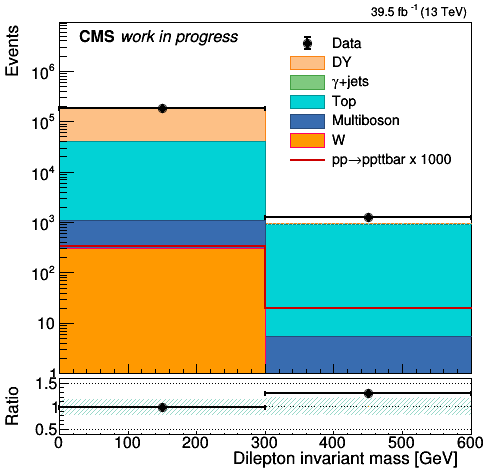 39.5 fb⁻¹ (13 TeV)
CMS work in progress
Events
Data
DY
γ+jets
Top
Multiboson
W
pp→ppttbar x 1000
10⁶
10⁵
10⁴
10³
10²
10
1
Ratio
1.5
1
0.5
0 100 200 300 400 500 600
Dilepton invariant mass [GeV]